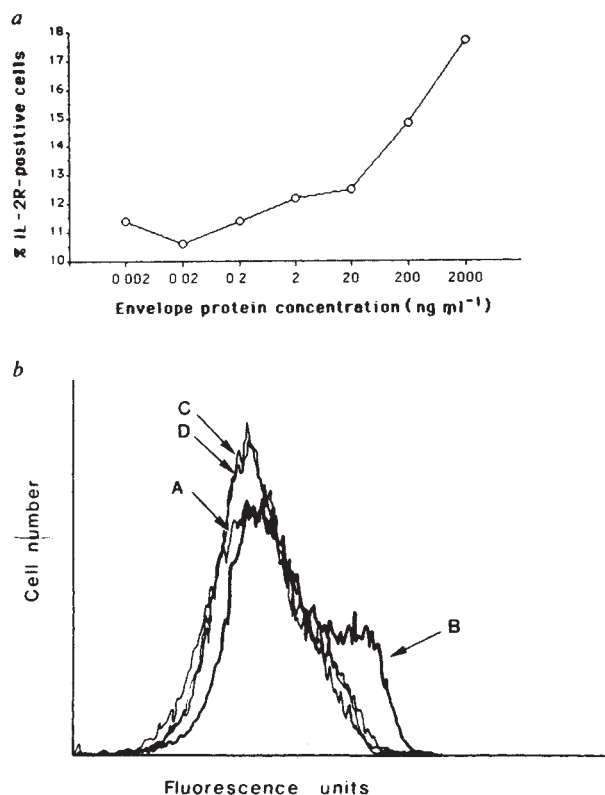 a
18
17
16
15
14
13
12
11
10
% IL-2R-positive cells
0 002 0 02 0 2 2 20 200 2000
Envelope protein concentration (ng ml⁻¹)
b
C
D
A
B
Cell number
Fluorescence units